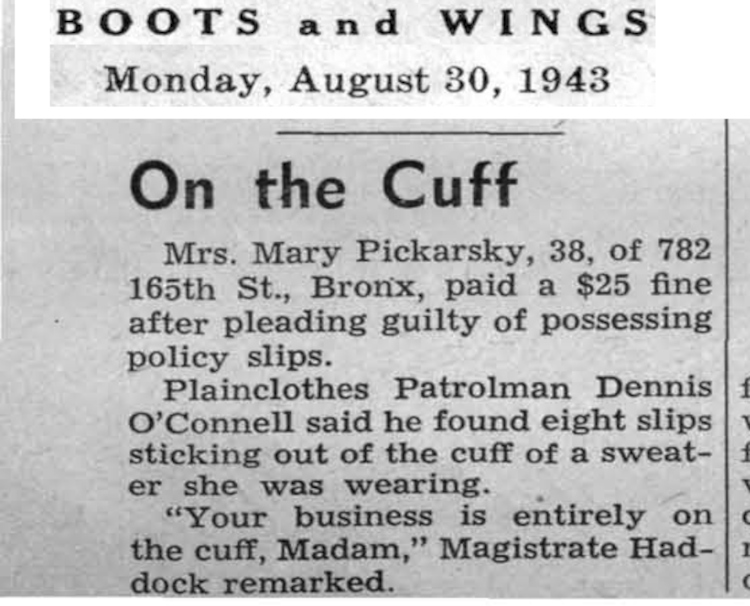 BOOTS and WINGS
Monday, August 30, 1943
On the Cuff
Mrs. Mary Pickarsky, 38, of 782
165th St., Bronx, paid a $25 fine
after pleading guilty of possessing
policy slips.
Plainclothes Patrolman Dennis
O'Connell said he found eight slips
sticking out of the cuff of a sweat-
er she was wearing.
"Your business is entirely on
the cuff, Madam," Magistrate Had-
dock remarked.